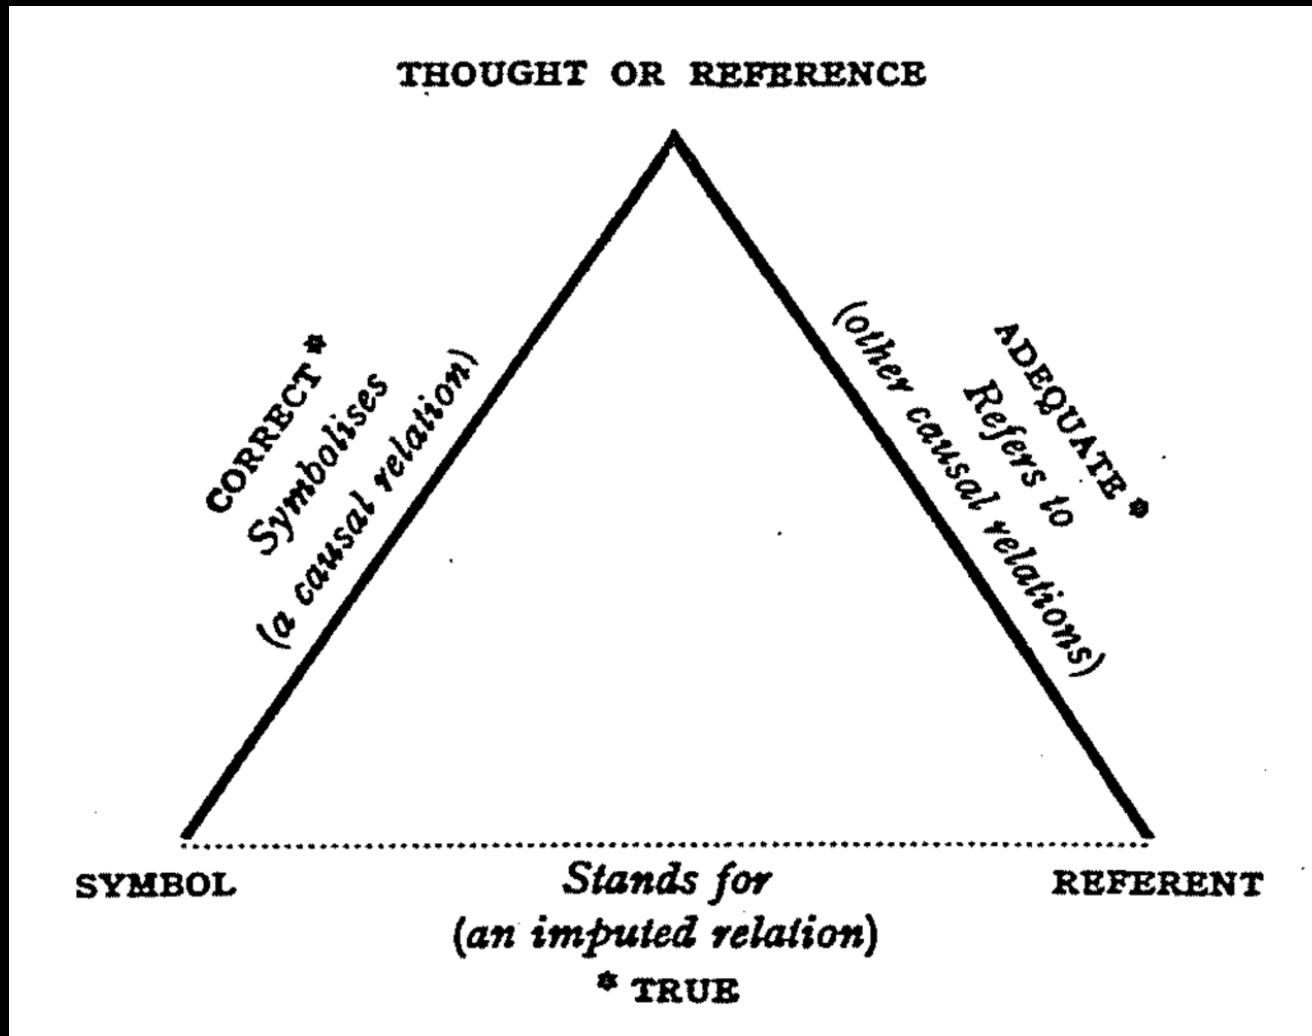 THOUGHT OR REFERENCE
CORRECT *
Symbolises
(a causal relation)
ADEQUATE *
Refers to
(other causal relations)
SYMBOL
Stands for
(an imputed relation)
* TRUE
REFERENT